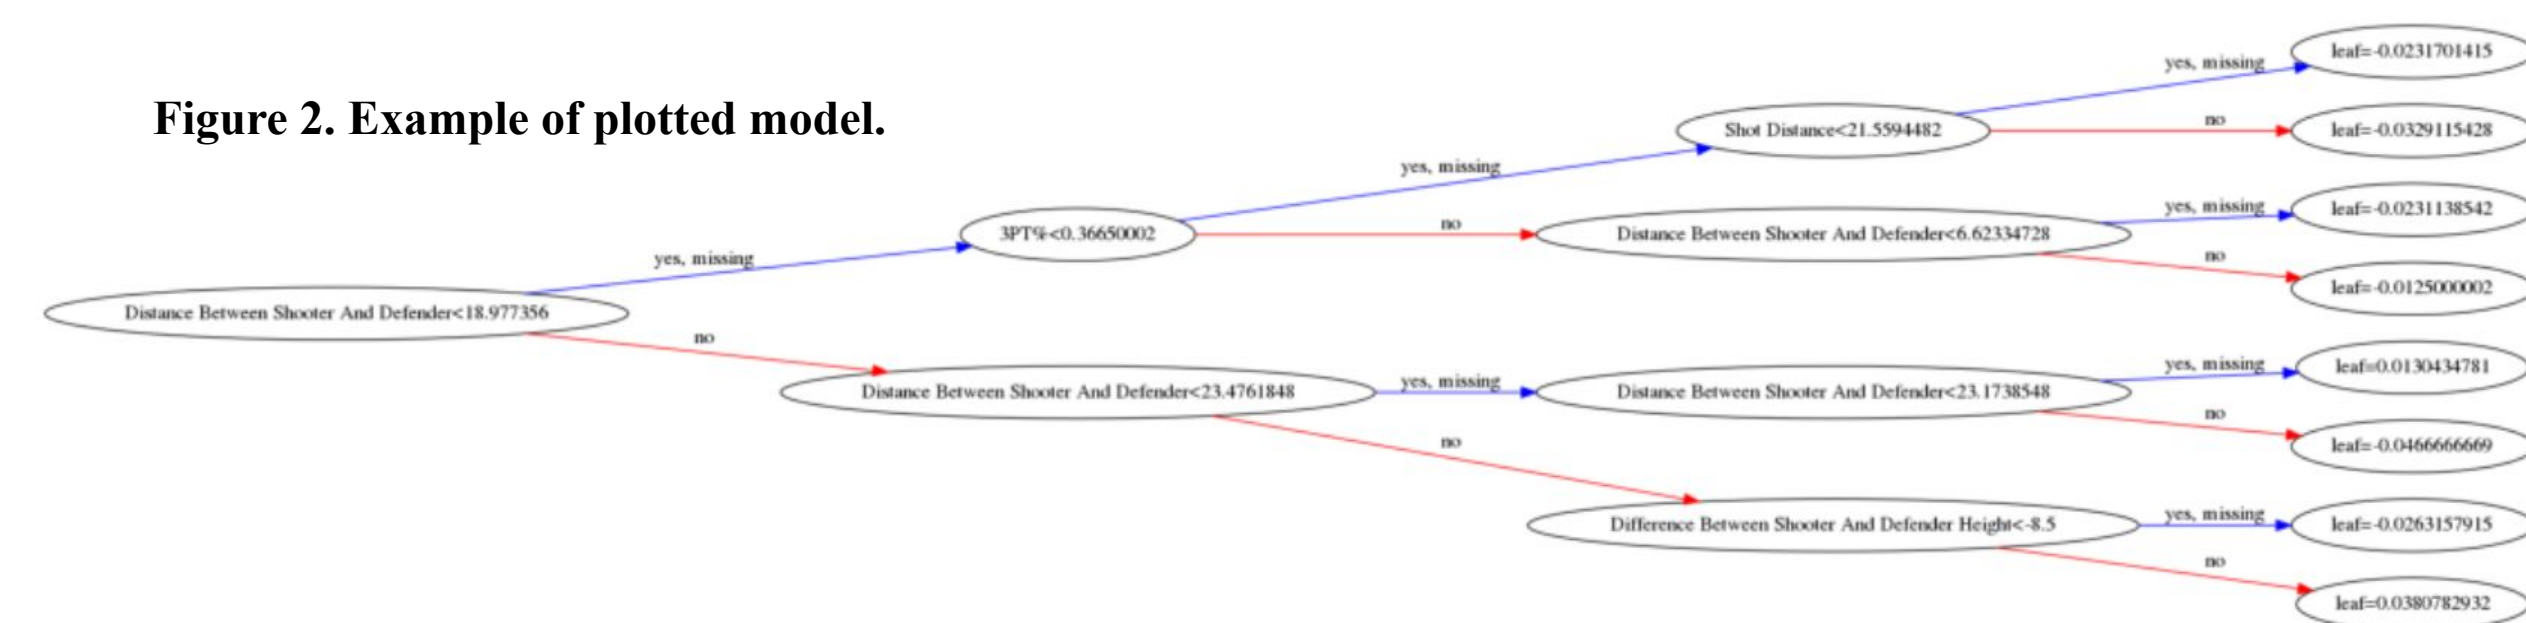 Figure 2. Example of plotted model.
leaf=-0.0231701415
yes, missing
Shot Distance<21.5594482
no
leaf=-0.0329115428
yes, missing
yes, missing
leaf=-0.0231138542
3PT%<0.36650002
no
Distance Between Shooter And Defender<6.62334728
yes, missing
no
leaf=-0.0125000002
Distance Between Shooter And Defender<18.977356
no
yes, missing
leaf=0.0130434781
Distance Between Shooter And Defender<23.4761848
yes, missing
Distance Between Shooter And Defender<23.1738548
no
leaf=-0.0466666669
no
yes, missing
leaf=-0.0263157915
Difference Between Shooter And Defender Height<-8.5
no
leaf=0.0380782932